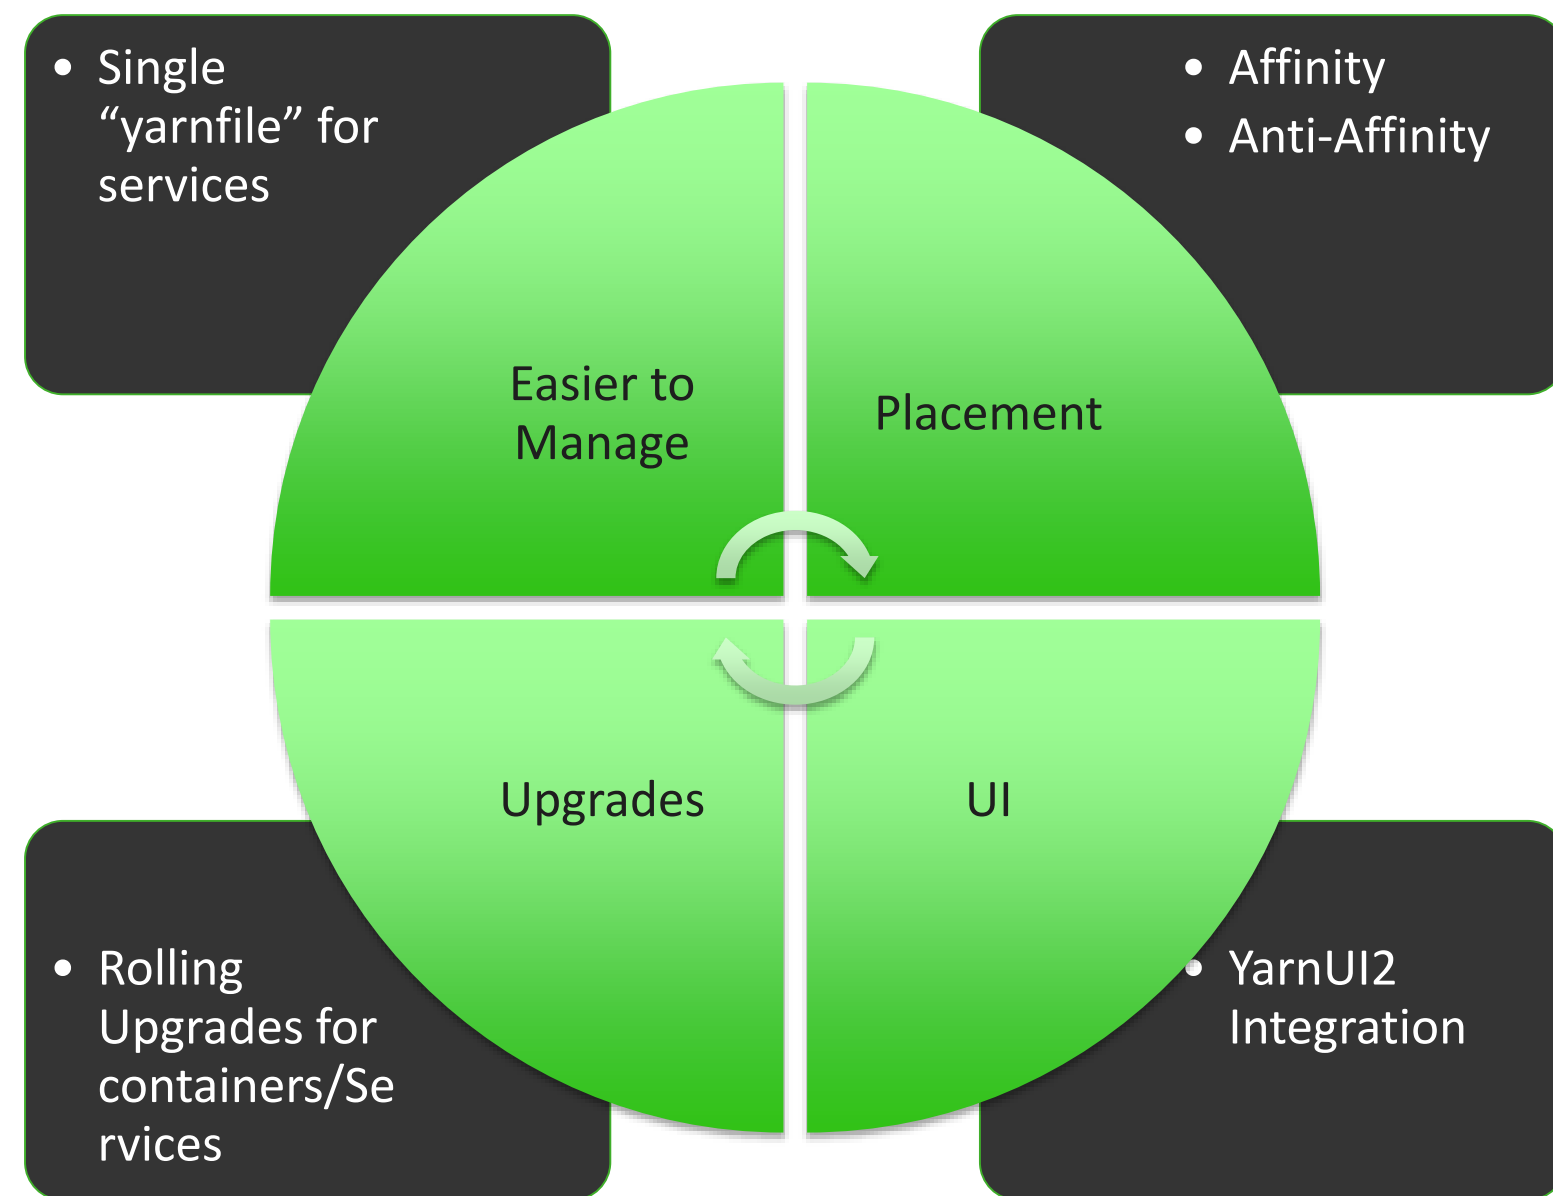 • Single
“yarnfile” for
services
• Affinity
• Anti-Affinity
Easier to
Manage
Placement
Upgrades
UI
• Rolling
Upgrades for
containers/Se
rvices
• YarnUI2
Integration